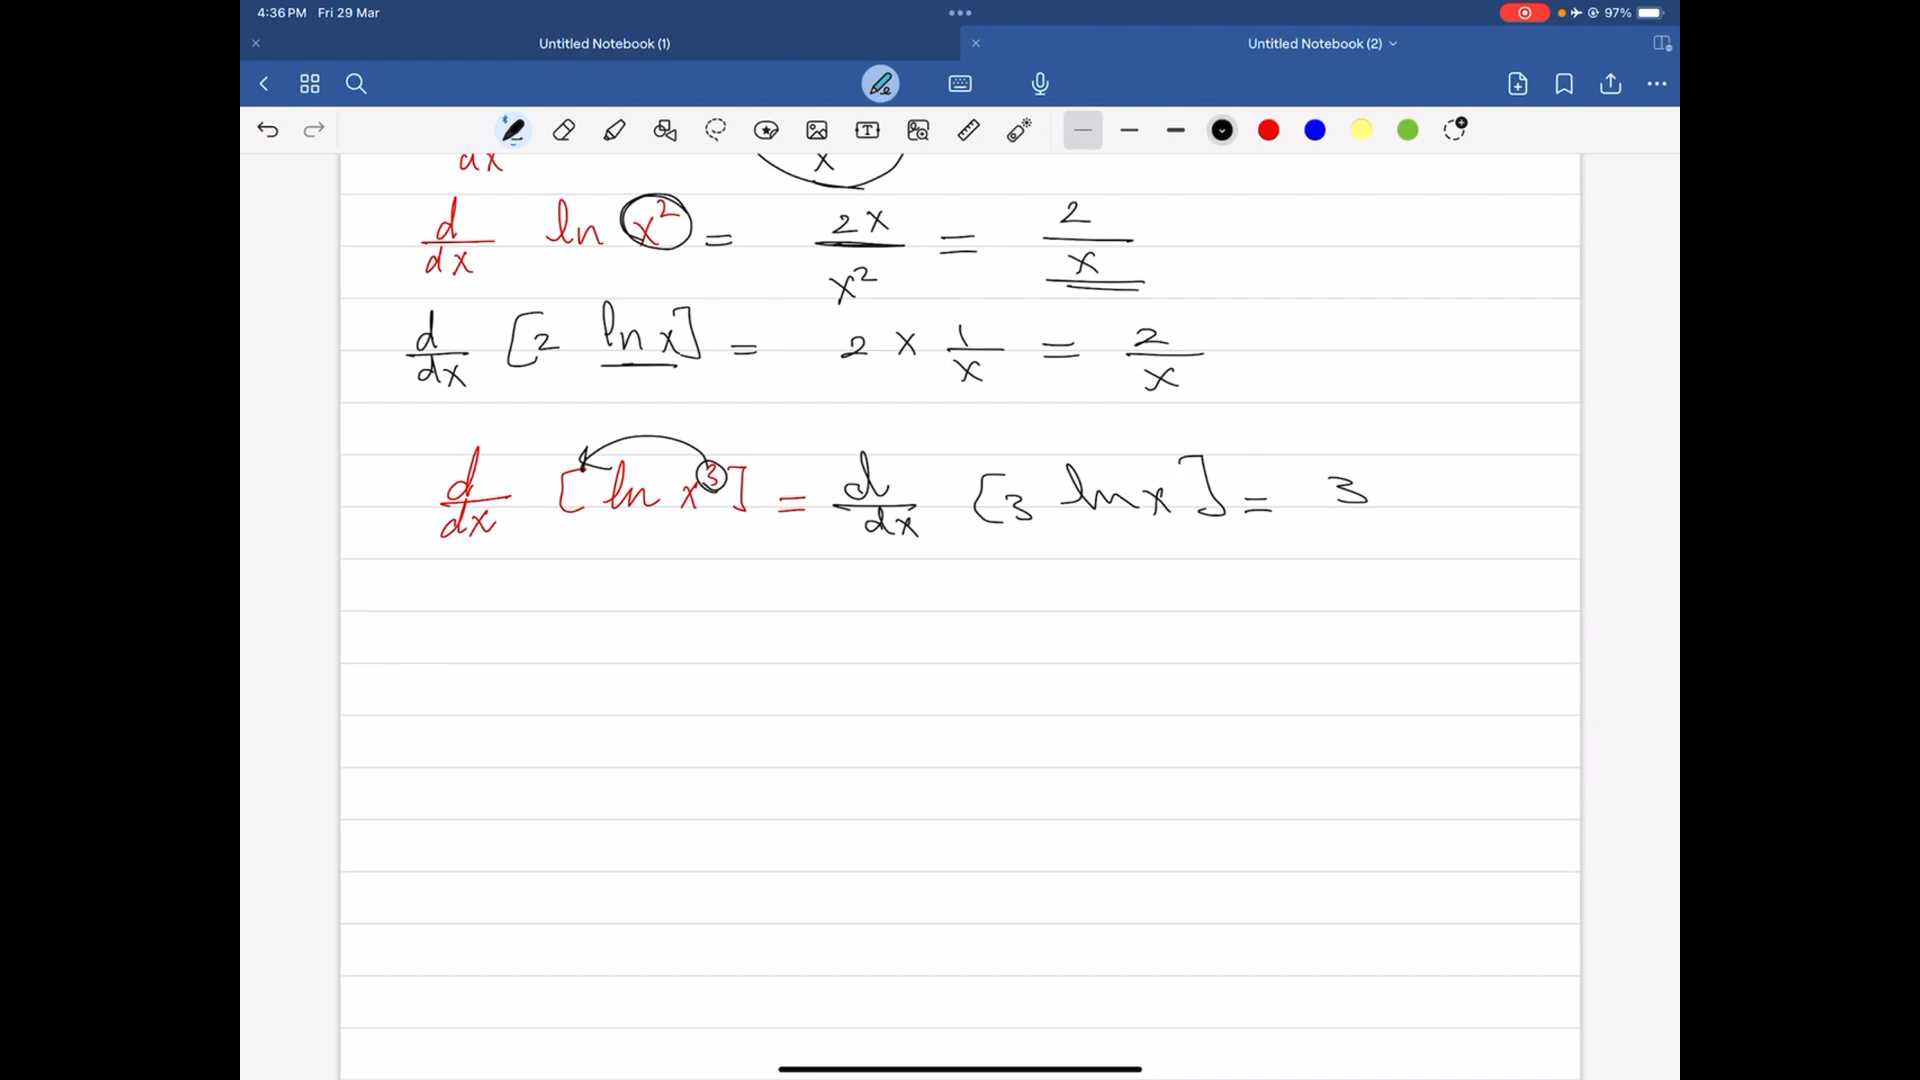 4:36 PM Fri 29 Mar 97%
Untitled Notebook (1) Untitled Notebook (2)
dx x
d/dx ln x² = 2x/x² = 2/x
d/dx [2 ln x] = 2 × 1/x = 2/x
d/dx [ln x³] = d/dx [3 ln x] = 3